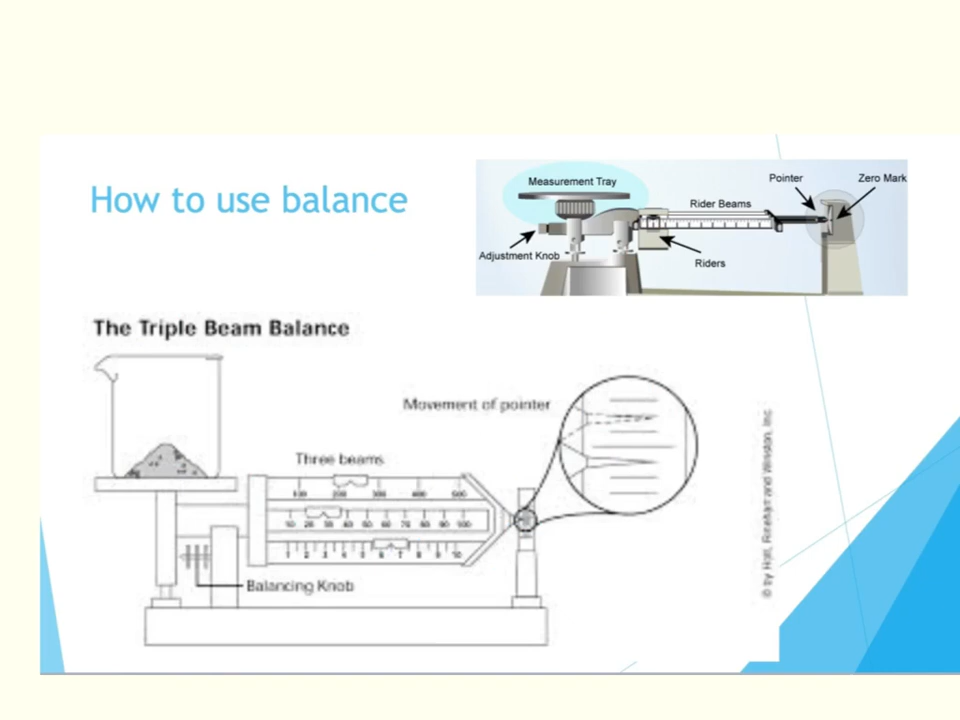 How to use balance
Measurement Tray
Pointer
Zero Mark
Rider Beams
Adjustment Knob
Riders
The Triple Beam Balance
Movement of pointer
Three beams
100 200 300 400 500
10 20 30 40 50 60 70 80 90 100
1 2 3 4 5 6 7 8 9 10
Balancing Knob
© by Holt, Rinehart and Winston, Inc.